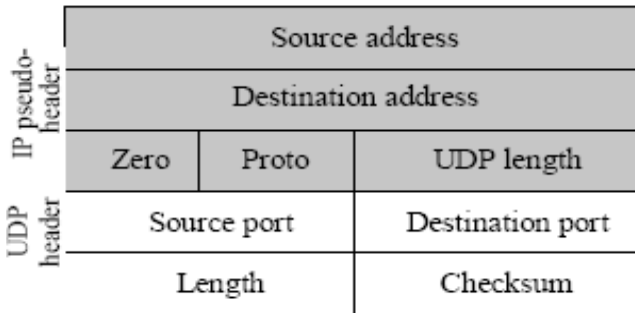 IP pseudo-
header
Source address
Destination address
Zero Proto UDP length
UDP
header
Source port Destination port
Length Checksum